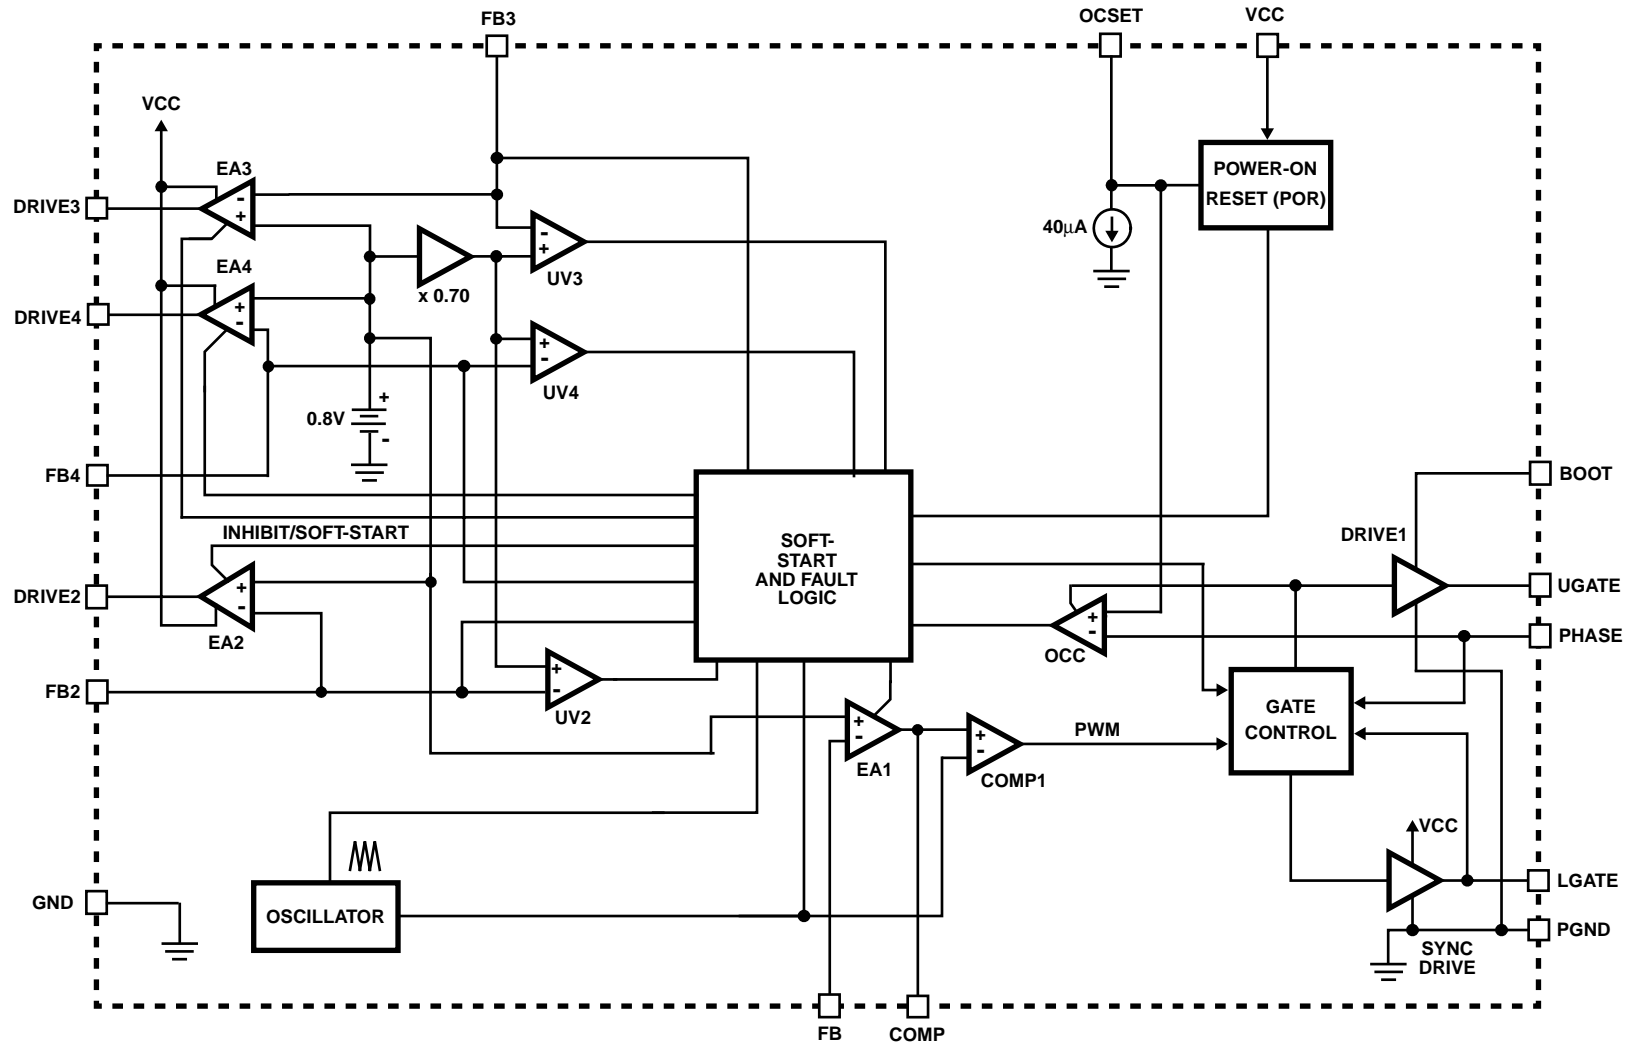 FB3
OCSET
VCC
VCC
EA3
-
+
DRIVE3
POWER-ON
RESET (POR)
40µA
-
+
UV3
EA4
x 0.70
+
-
DRIVE4
+
-
UV4
+
0.8V
-
FB4
BOOT
INHIBIT/SOFT-START
SOFT-
START
AND FAULT
LOGIC
DRIVE1
DRIVE2
+
-
EA2
UGATE
+
-
OCC
PHASE
FB2
+
-
UV2
GATE
CONTROL
+
-
EA1
+
-
COMP1
PWM
VCC
OSCILLATOR
GND
LGATE
PGND
SYNC
DRIVE
FB
COMP